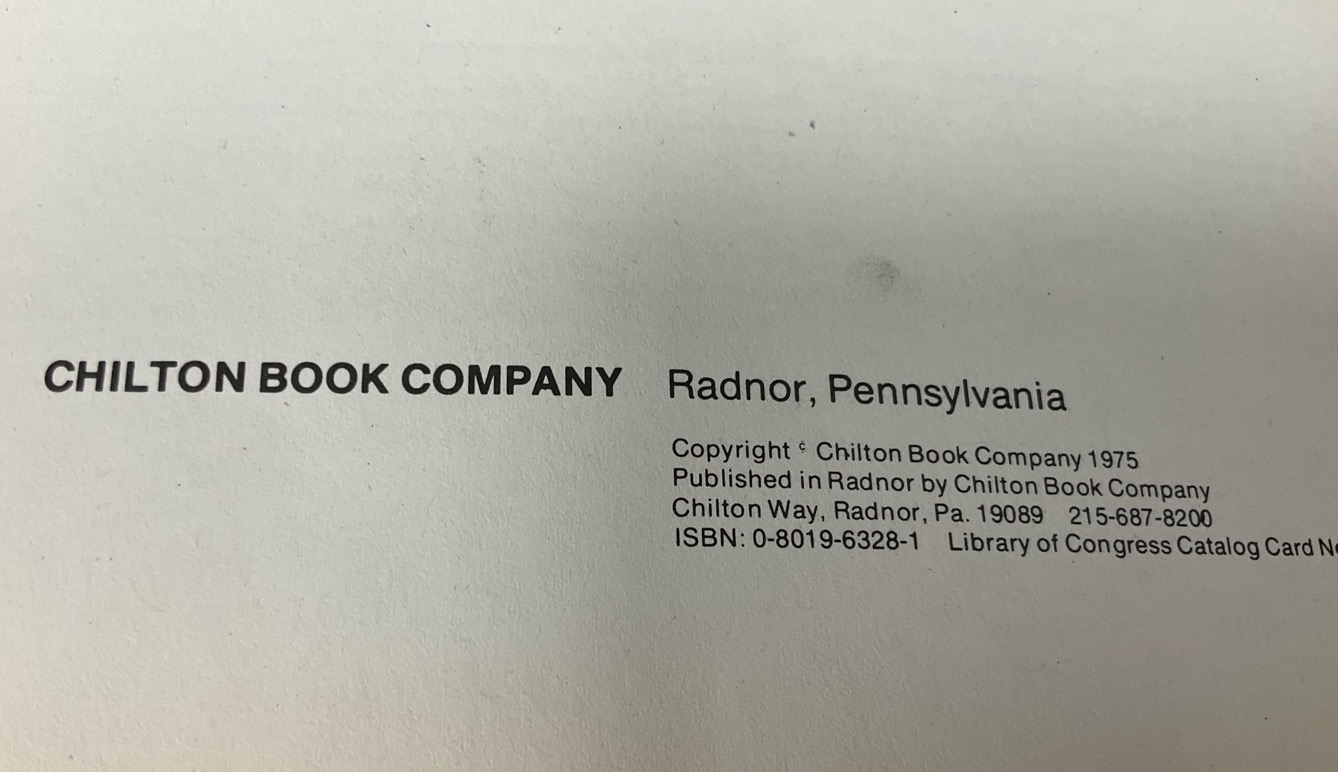 CHILTON BOOK COMPANY Radnor, Pennsylvania
Copyright © Chilton Book Company 1975
Published in Radnor by Chilton Book Company
Chilton Way, Radnor, Pa. 19089 215-687-8200
ISBN: 0-8019-6328-1 Library of Congress Catalog Card